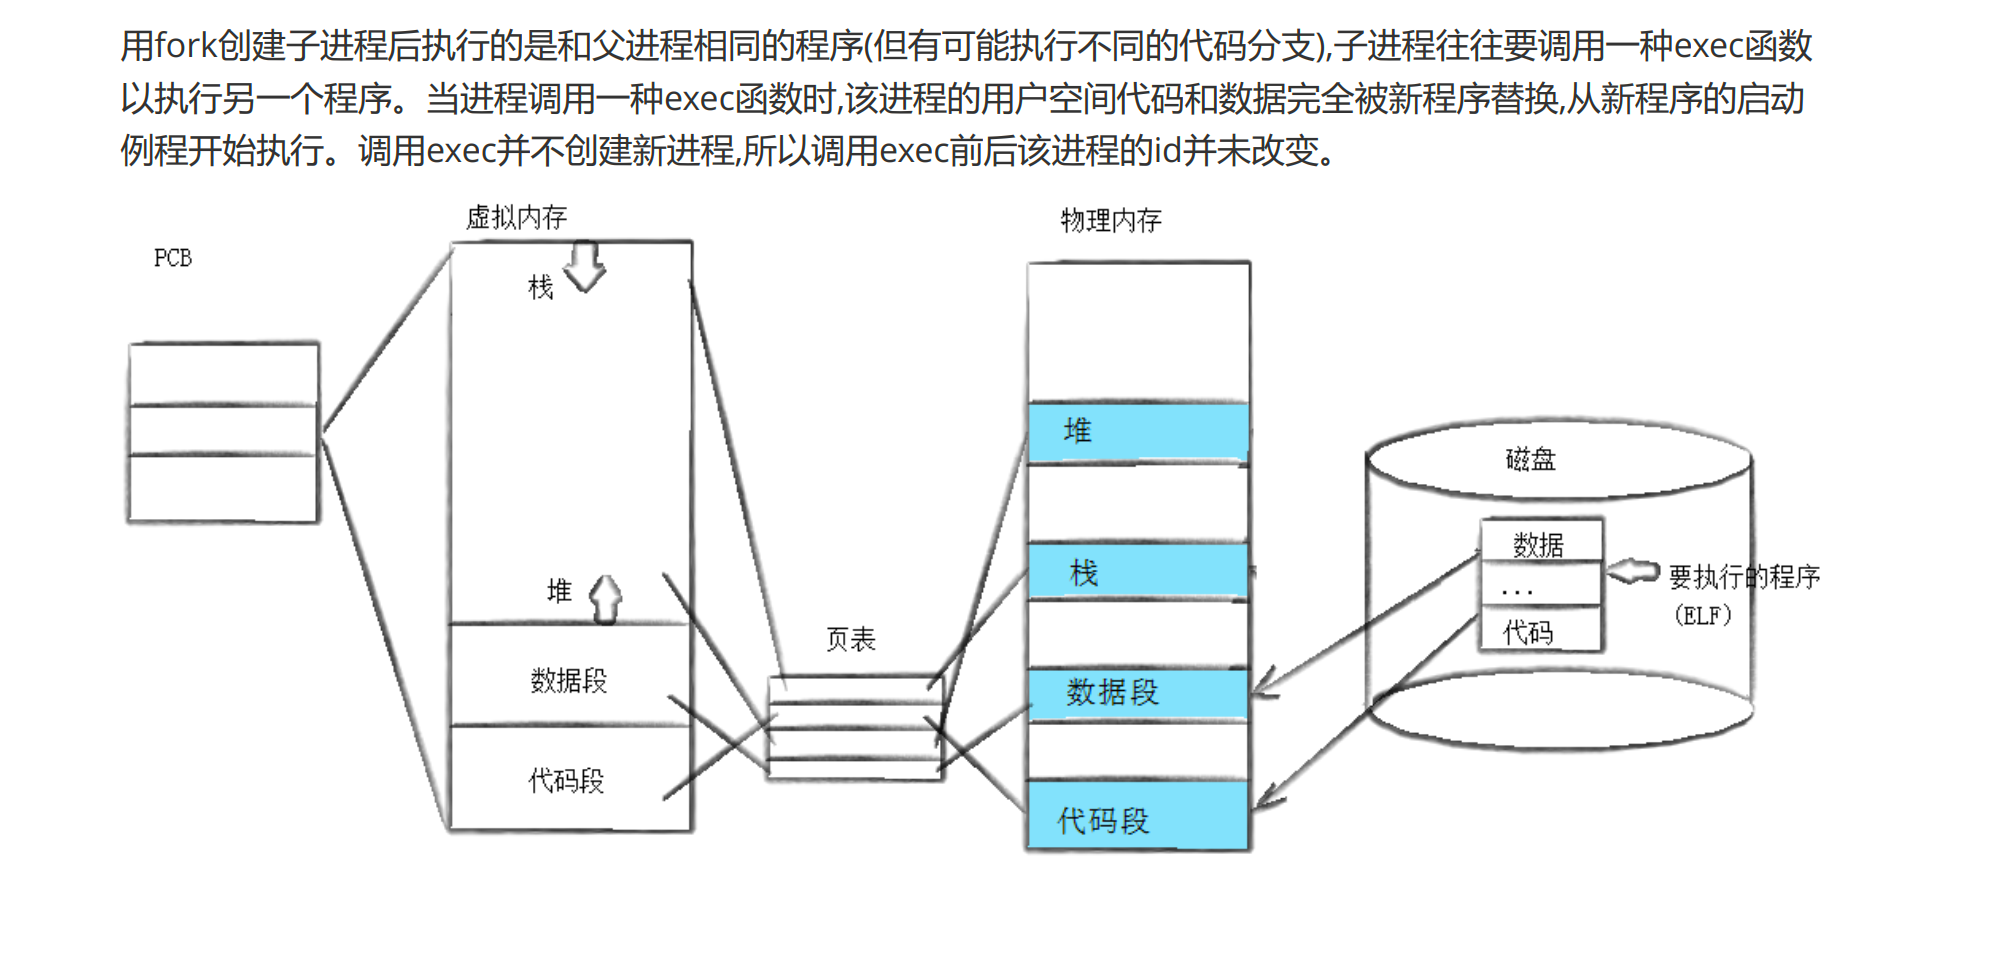 用fork创建子进程后执行的是和父进程相同的程序(但有可能执行不同的代码分支),子进程往往要调用一种exec函数
以执行另一个程序。当进程调用一种exec函数时,该进程的用户空间代码和数据完全被新程序替换,从新程序的启动
例程开始执行。调用exec并不创建新进程,所以调用exec前后该进程的id并未改变。
虚拟内存
物理内存
PCB
栈
堆
磁盘
数据
栈
...
要执行的程序
(ELF)
堆
代码
页表
数据段
数据段
代码段
代码段